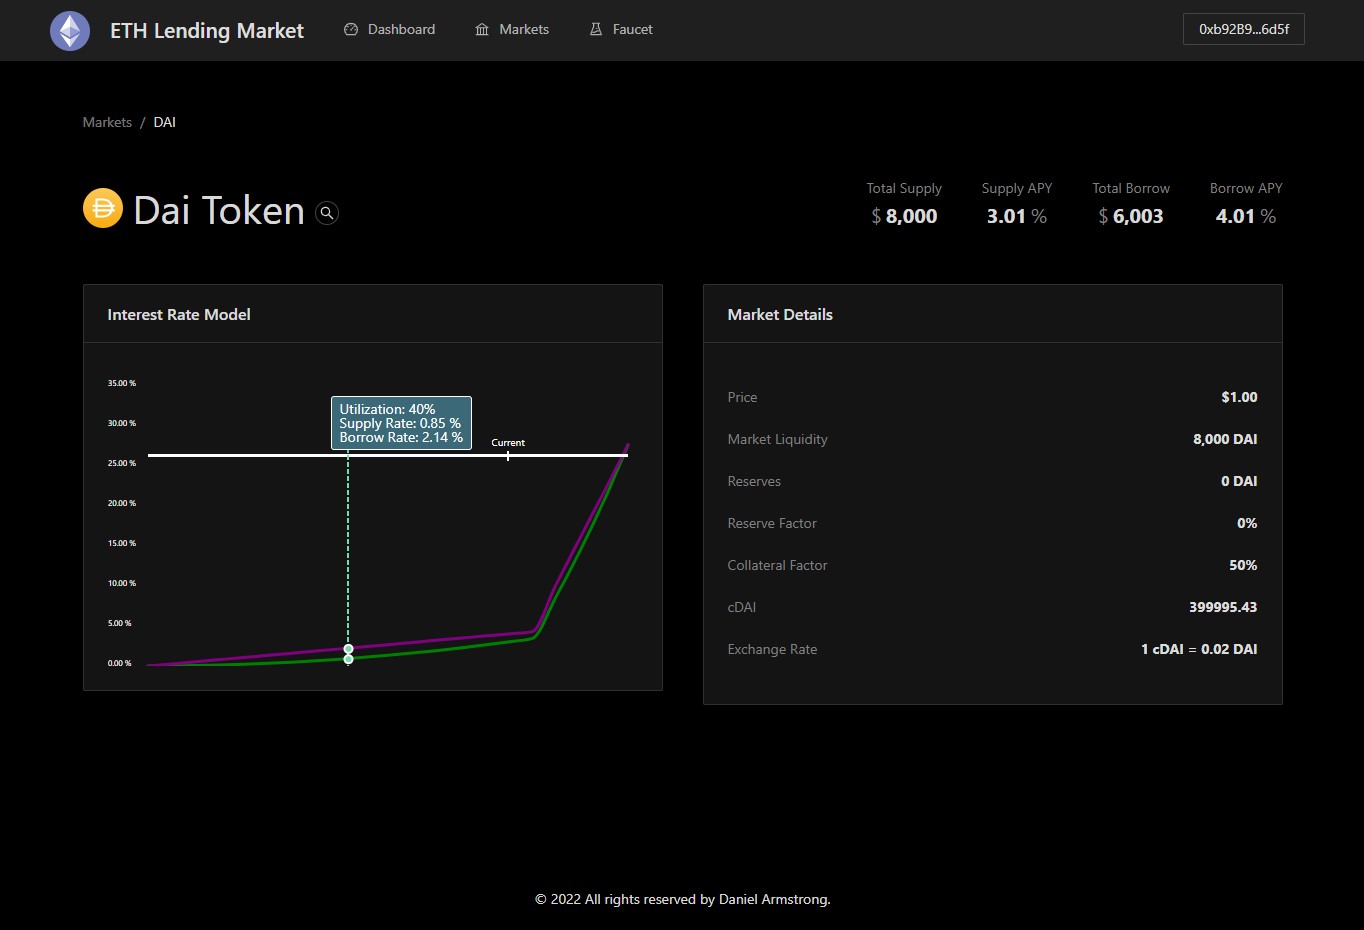 ETH Lending Market
Dashboard
Markets
Faucet
0xb92B9...6d5f
Markets / DAI
Dai Token
Total Supply
$ 8,000
Supply APY
3.01 %
Total Borrow
$ 6,003
Borrow APY
4.01 %
Interest Rate Model
35.00 %
30.00 %
25.00 %
20.00 %
15.00 %
10.00 %
5.00 %
0.00 %
Utilization: 40%
Supply Rate: 0.85 %
Borrow Rate: 2.14 %
Current
Market Details
Price $1.00
Market Liquidity 8,000 DAI
Reserves 0 DAI
Reserve Factor 0%
Collateral Factor 50%
cDAI 399995.43
Exchange Rate 1 cDAI = 0.02 DAI
© 2022 All rights reserved by Daniel Armstrong.